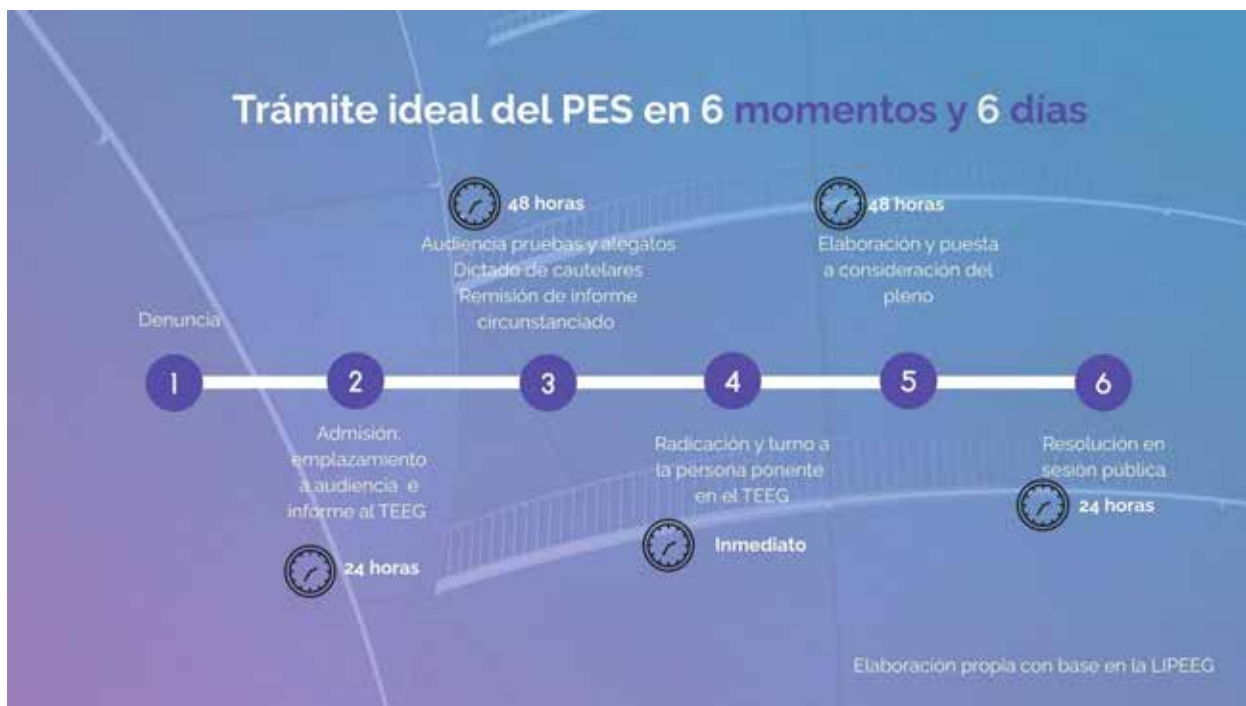 Trámite ideal del PES en 6 momentos y 6 días
48 horas
Audiencia pruebas y alegatos
Dictado de cautelares
Remisión de informe
circunstanciado
48 horas
Elaboración y puesta
a consideración del
pleno
Denuncia
1
2
3
4
5
6
Admisión,
emplazamiento
a audiencia e
informe al TEEG
24 horas
Radicación y turno a
la persona ponente
en el TEEG
Inmediato
Resolución en
sesión pública
24 horas
Elaboración propia con base en la LIPEEG